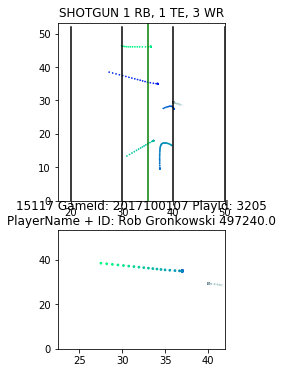 SHOTGUN 1 RB, 1 TE, 3 WR
50
40
30
20
10
0
20 30 40 50
15117 GameId: 2017100107 PlayId: 3205
PlayerName + ID: Rob Gronkowski 497240.0
40
20
0
25 30 35 40